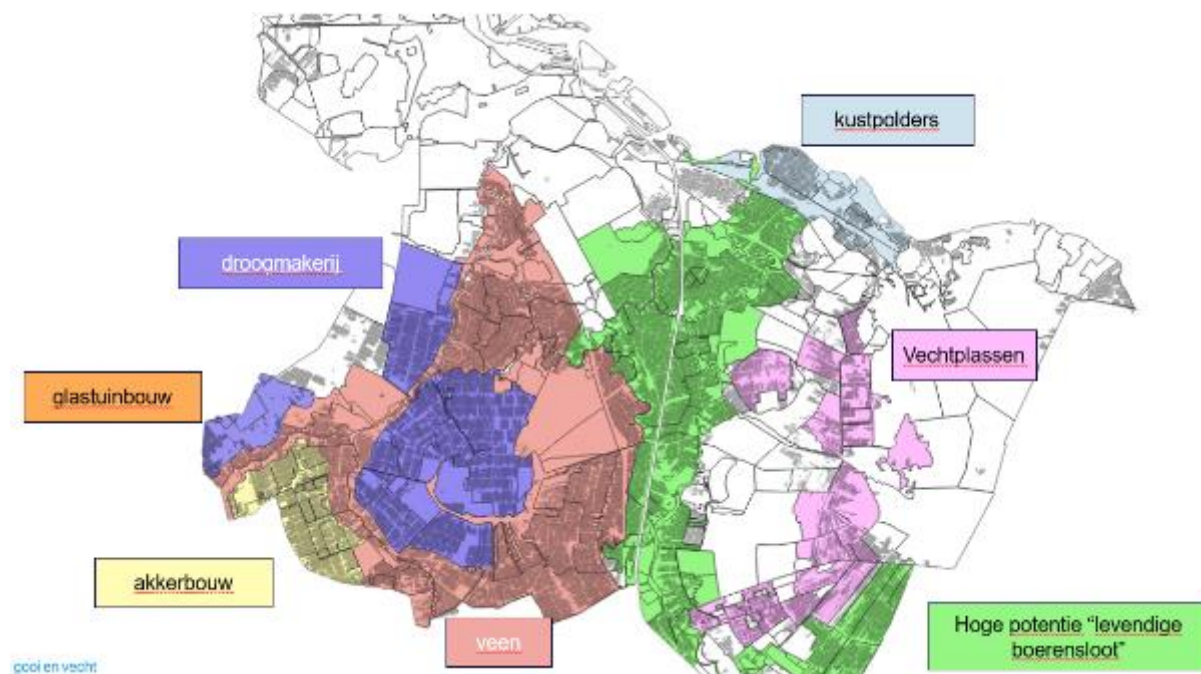 kustpolders
droogmakerij
Vechtplassen
glastuinbouw
akkerbouw
veen
Hoge potentie “levendige
boerensloot”
gooi en vecht